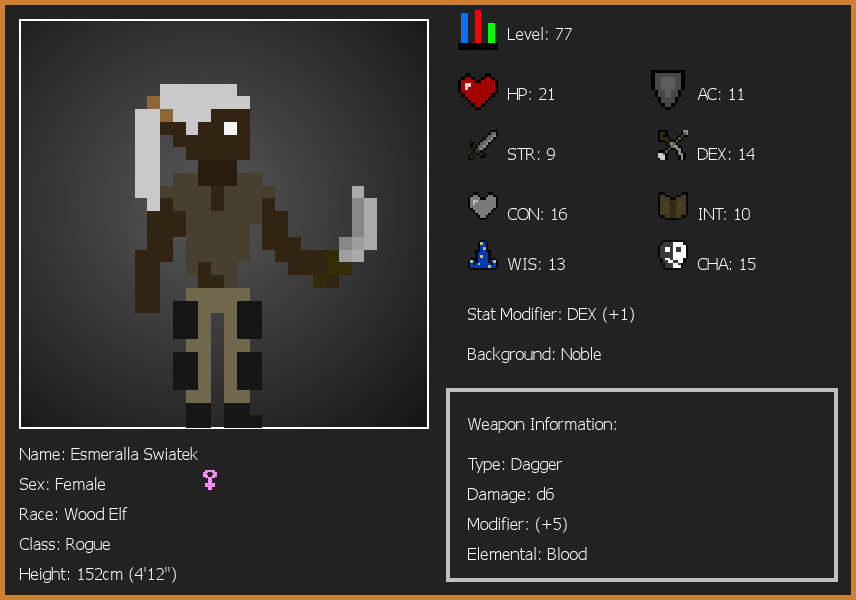 Level: 77
HP: 21
AC: 11
STR: 9
DEX: 14
CON: 16
INT: 10
WIS: 13
CHA: 15
Stat Modifier: DEX (+1)
Background: Noble
Weapon Information:
Type: Dagger
Damage: d6
Modifier: (+5)
Elemental: Blood
Name: Esmeralla Swiatek
Sex: Female
Race: Wood Elf
Class: Rogue
Height: 152cm (4'12")